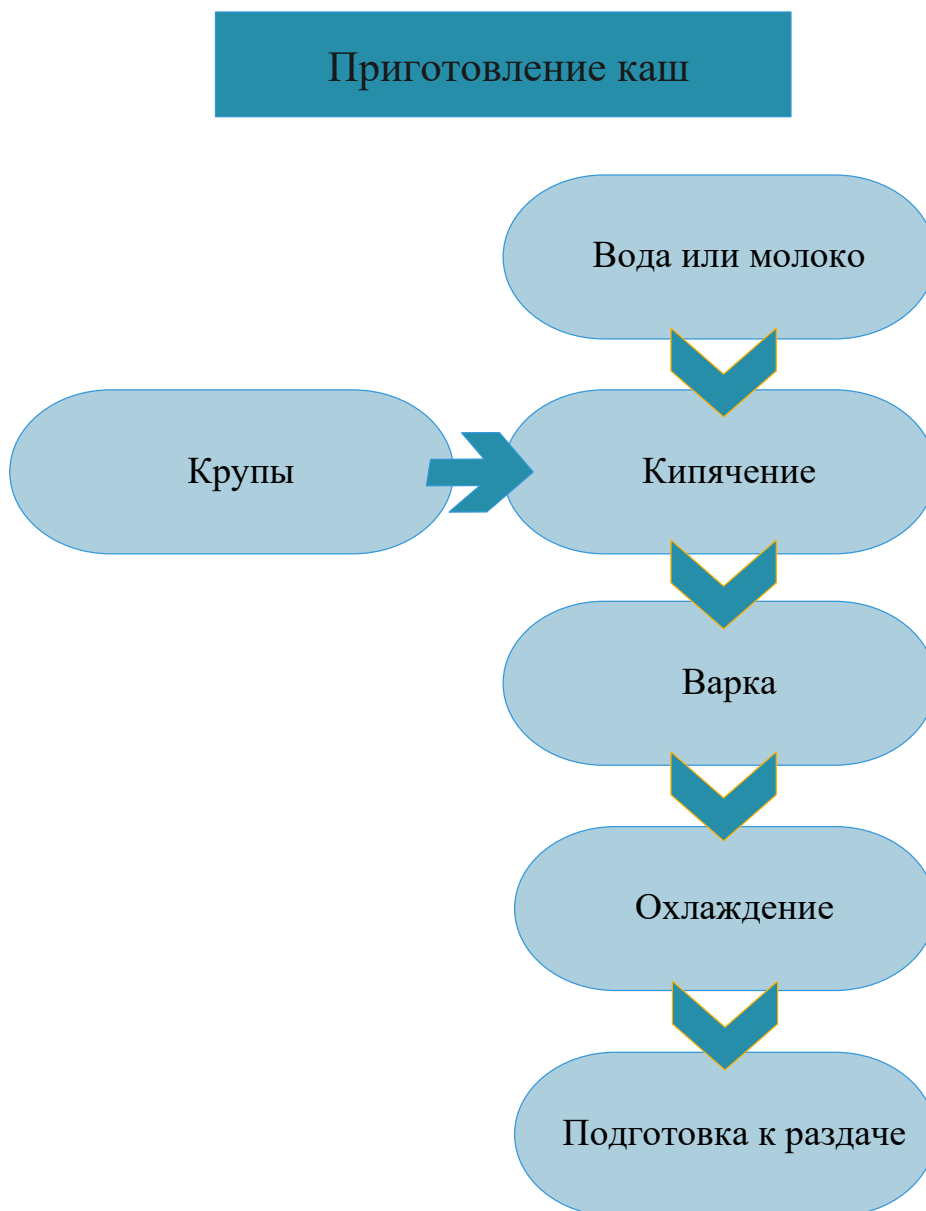 Приготовление каш
Вода или молоко
Крупы
Кипячение
Варка
Охлаждение
Подготовка к раздаче